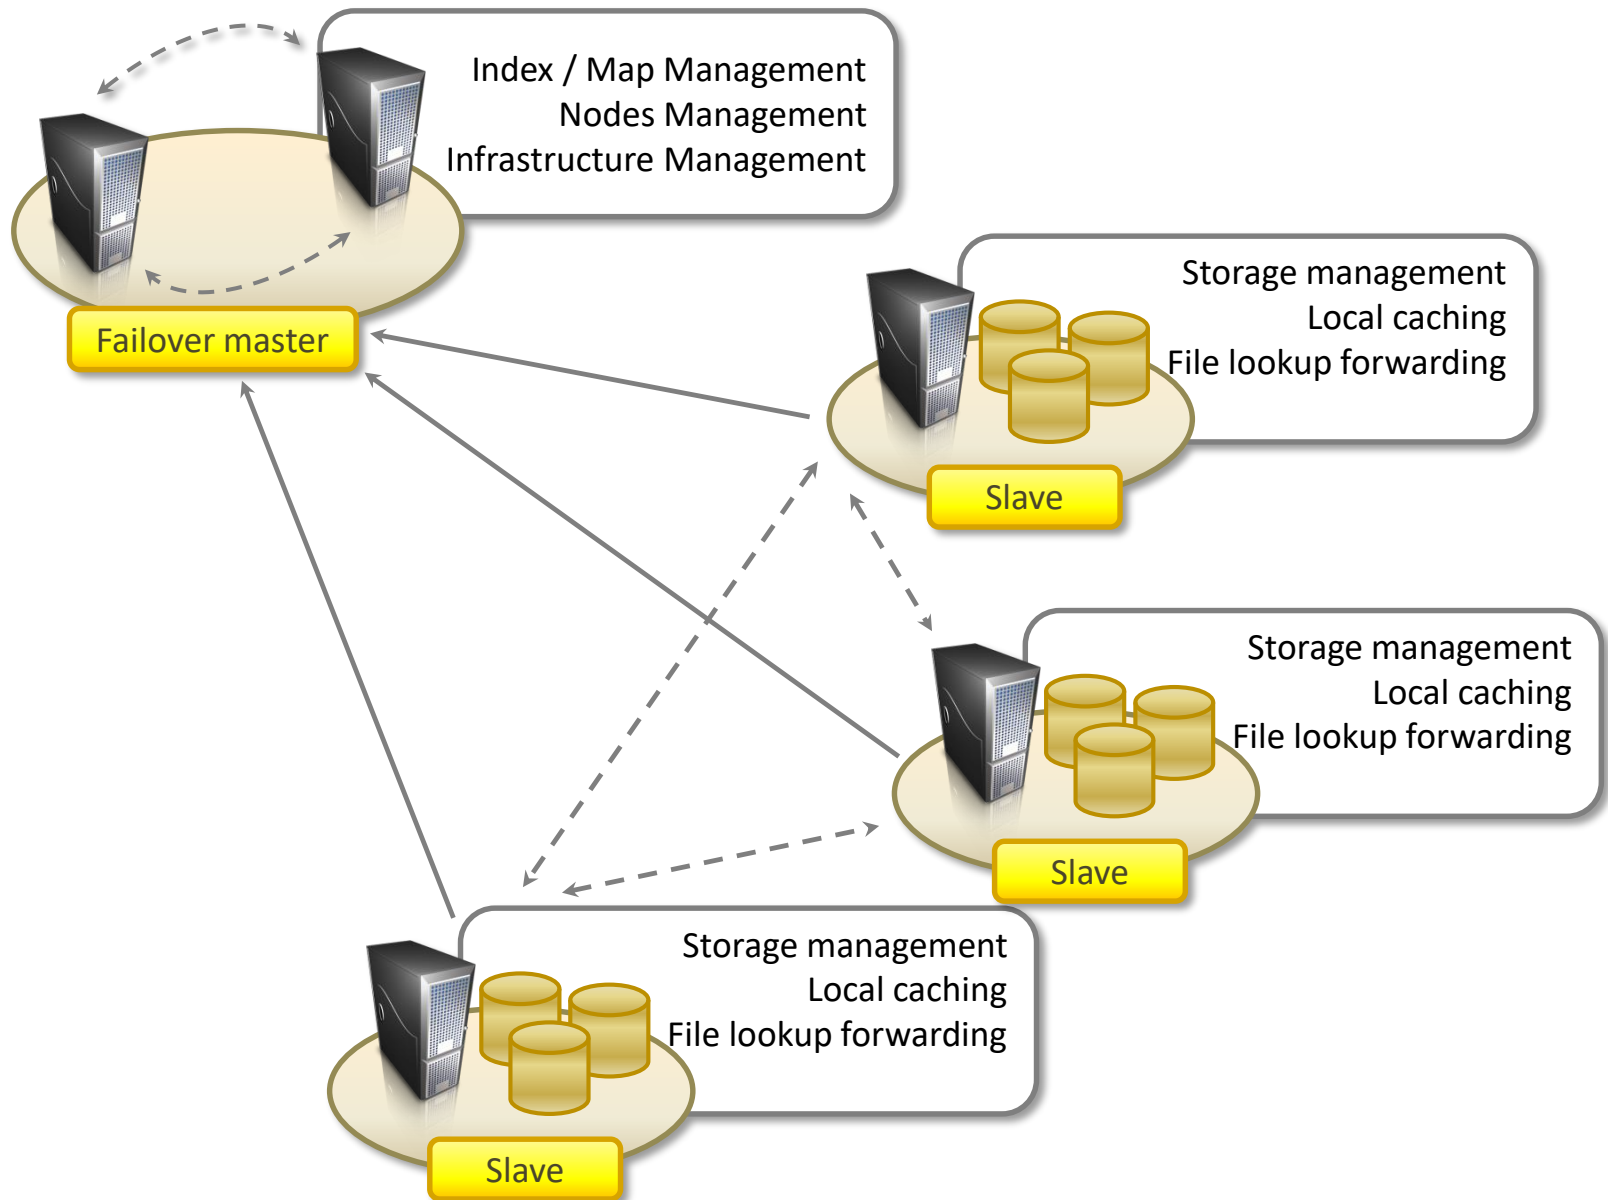 Index / Map Management
Nodes Management
Infrastructure Management
Failover master
Storage management
Local caching
File lookup forwarding
Slave
Storage management
Local caching
File lookup forwarding
Slave
Storage management
Local caching
File lookup forwarding
Slave